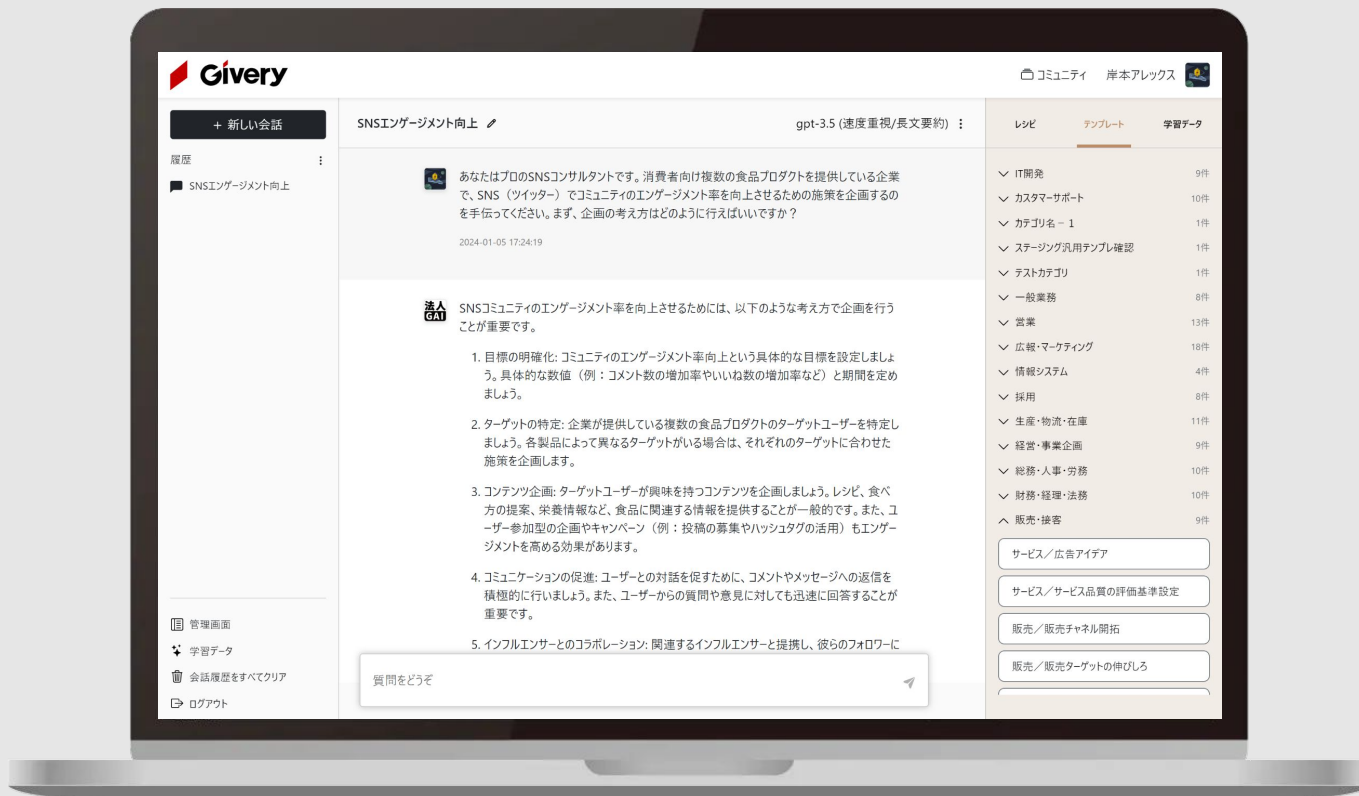 Givery
コミュニティ
岸本アレックス
+ 新しい会話
履歴
SNSエンゲージメント向上
管理画面
学習データ
会話履歴をすべてクリア
ログアウト
SNSエンゲージメント向上
gpt-3.5 (速度重視/長文要約)
あなたはプロのSNSコンサルタントです。消費者向け複数の食品プロダクトを提供している企業
で、SNS（ツイッター）でコミュニティのエンゲージメント率を向上させるための施策を企画するの
を手伝ってください。まず、企画の考え方はどのように行えばいいですか？
2024-01-05 17:24:19
法人
GAI
SNSコミュニティのエンゲージメント率を向上させるためには、以下のような考え方で企画を行う
ことが重要です。
1. 目標の明確化: コミュニティのエンゲージメント率向上という具体的な目標を設定しましょ
う。具体的な数値（例：コメント数の増加率やいいね数の増加率など）と期間を定め
ましょう。
2. ターゲットの特定: 企業が提供している複数の食品プロダクトのターゲットユーザーを特定し
ましょう。各製品によって異なるターゲットがいる場合は、それぞれのターゲットに合わせた
施策を企画します。
3. コンテンツ企画: ターゲットユーザーが興味を持つコンテンツを企画しましょう。レシピ、食べ
方の提案、栄養情報など、食品に関連する情報を提供することが一般的です。また、ユ
ーザー参加型の企画やキャンペーン（例：投稿の募集やハッシュタグの活用）もエンゲー
ジメントを高める効果があります。
4. コミュニケーションの促進: ユーザーとの対話を促すために、コメントやメッセージへの返信を
積極的に行いましょう。また、ユーザーからの質問や意見に対しても迅速に回答することが
重要です。
5. インフルエンサーとのコラボレーション: 関連するインフルエンサーと提携し、彼らのフォロワーに
質問をどうぞ
レシピ
テンプレート
学習データ
IT開発 9件
カスタマーサポート 10件
カテゴリ名 − 1 1件
ステージング汎用テンプレ確認 1件
テストカテゴリ 1件
一般業務 8件
営業 13件
広報・マーケティング 18件
情報システム 4件
採用 8件
生産・物流・在庫 11件
経営・事業企画 9件
総務・人事・労務 10件
財務・経理・法務 10件
販売・接客 9件
サービス／広告アイデア
サービス／サービス品質の評価基準設定
販売／販売チャネル開拓
販売／販売ターゲットの伸びしろ